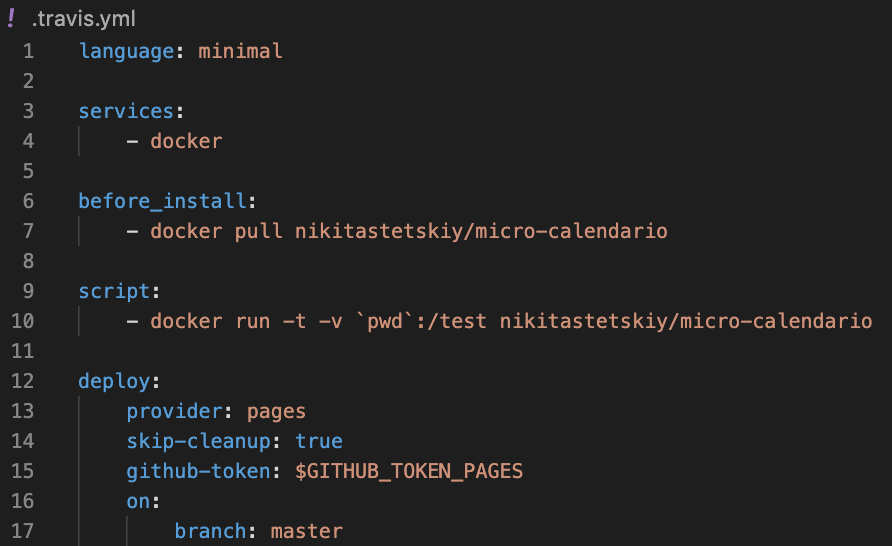 ! .travis.yml
1 language: minimal
2
3 services:
4     - docker
5
6 before_install:
7     - docker pull nikitastetskiy/micro-calendario
8
9 script:
10     - docker run -t -v `pwd`:/test nikitastetskiy/micro-calendario
11
12 deploy:
13     provider: pages
14     skip-cleanup: true
15     github-token: $GITHUB_TOKEN_PAGES
16     on:
17         branch: master